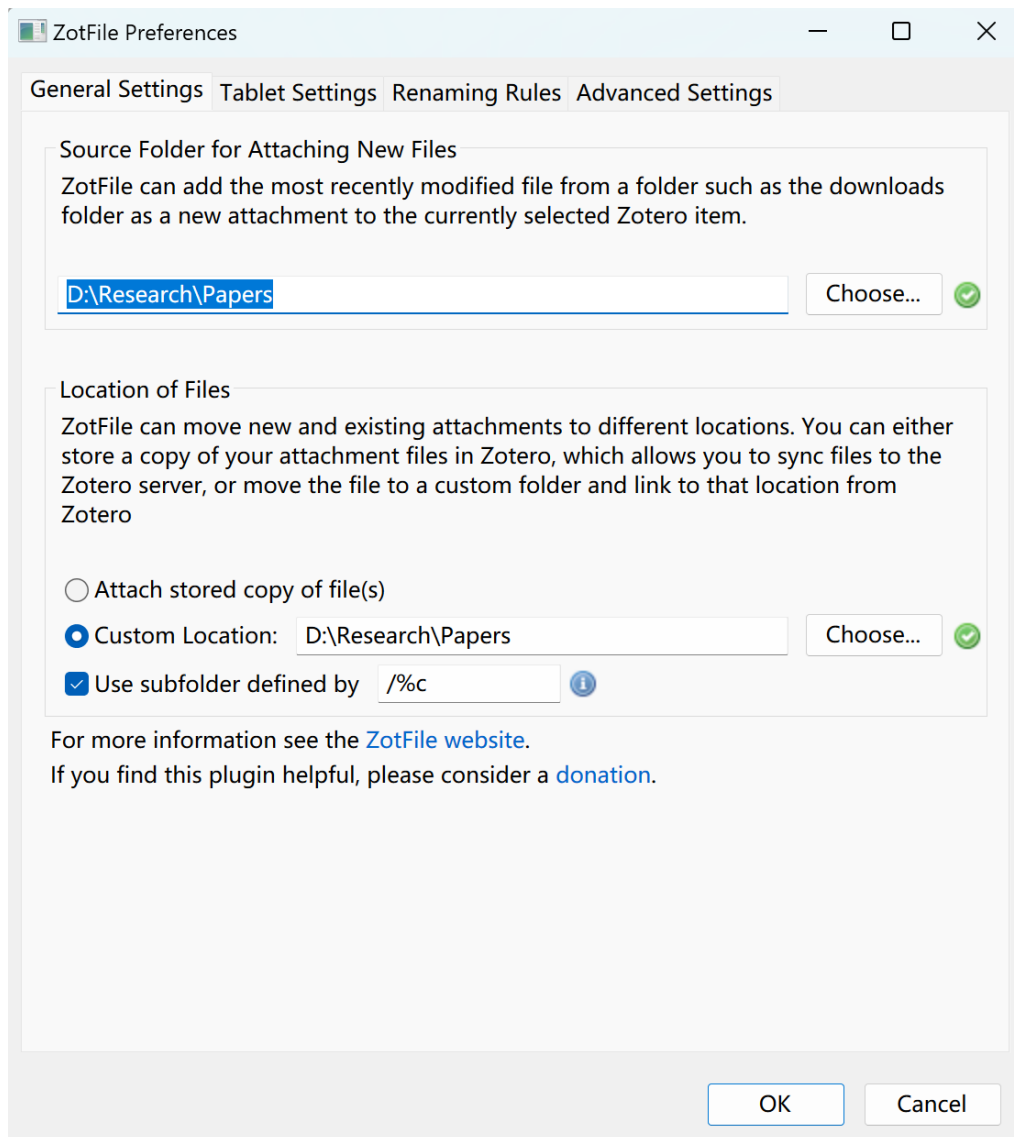 ZotFile Preferences
General Settings Tablet Settings Renaming Rules Advanced Settings
Source Folder for Attaching New Files
ZotFile can add the most recently modified file from a folder such as the downloads
folder as a new attachment to the currently selected Zotero item.
D:\Research\Papers Choose...
Location of Files
ZotFile can move new and existing attachments to different locations. You can either
store a copy of your attachment files in Zotero, which allows you to sync files to the
Zotero server, or move the file to a custom folder and link to that location from
Zotero
Attach stored copy of file(s)
Custom Location: D:\Research\Papers Choose...
Use subfolder defined by /%c
For more information see the ZotFile website.
If you find this plugin helpful, please consider a donation.
OK Cancel